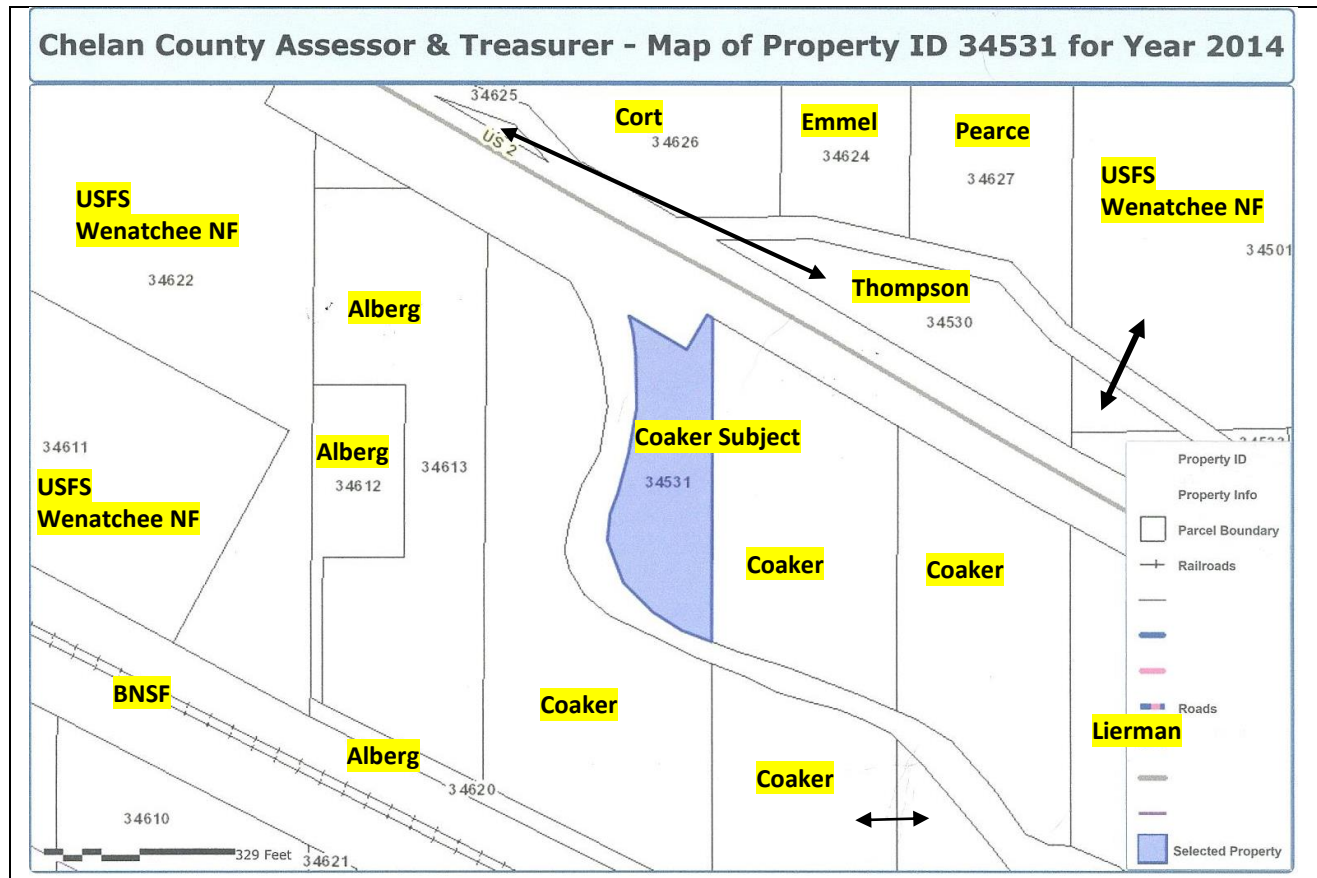 Chelan County Assessor & Treasurer - Map of Property ID 34531 for Year 2014
34625
US 2
Cort
34626
Emmel
34624
Pearce
34627
USFS
Wenatchee NF
34501
USFS
Wenatchee NF
34622
Alberg
Thompson
34530
34611
USFS
Wenatchee NF
Alberg
34612
34613
Coaker Subject
34531
Coaker
Coaker
BNSF
Alberg
34620
Coaker
Coaker
Lierman
34610
329 Feet
34621
Property ID
Property Info
Parcel Boundary
Railroads
Roads
Selected Property